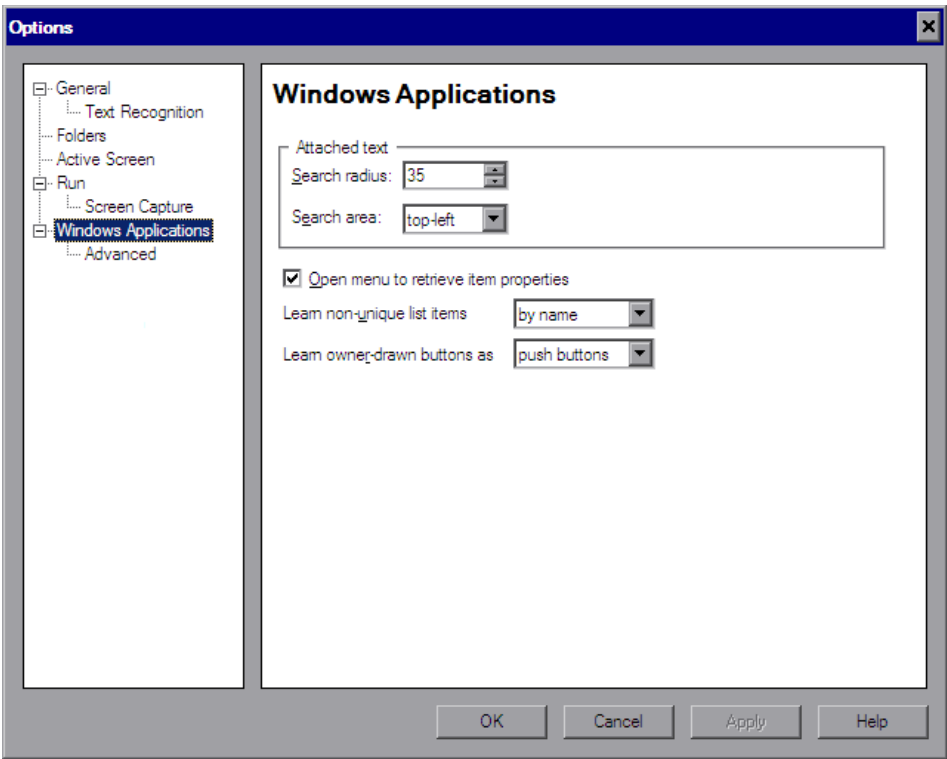 Options
General
Text Recognition
Folders
Active Screen
Run
Screen Capture
Windows Applications
Advanced
Windows Applications
Attached text
Search radius: 35
Search area: top-left
Open menu to retrieve item properties
Learn non-unique list items by name
Learn owner-drawn buttons as push buttons
OK Cancel Apply Help